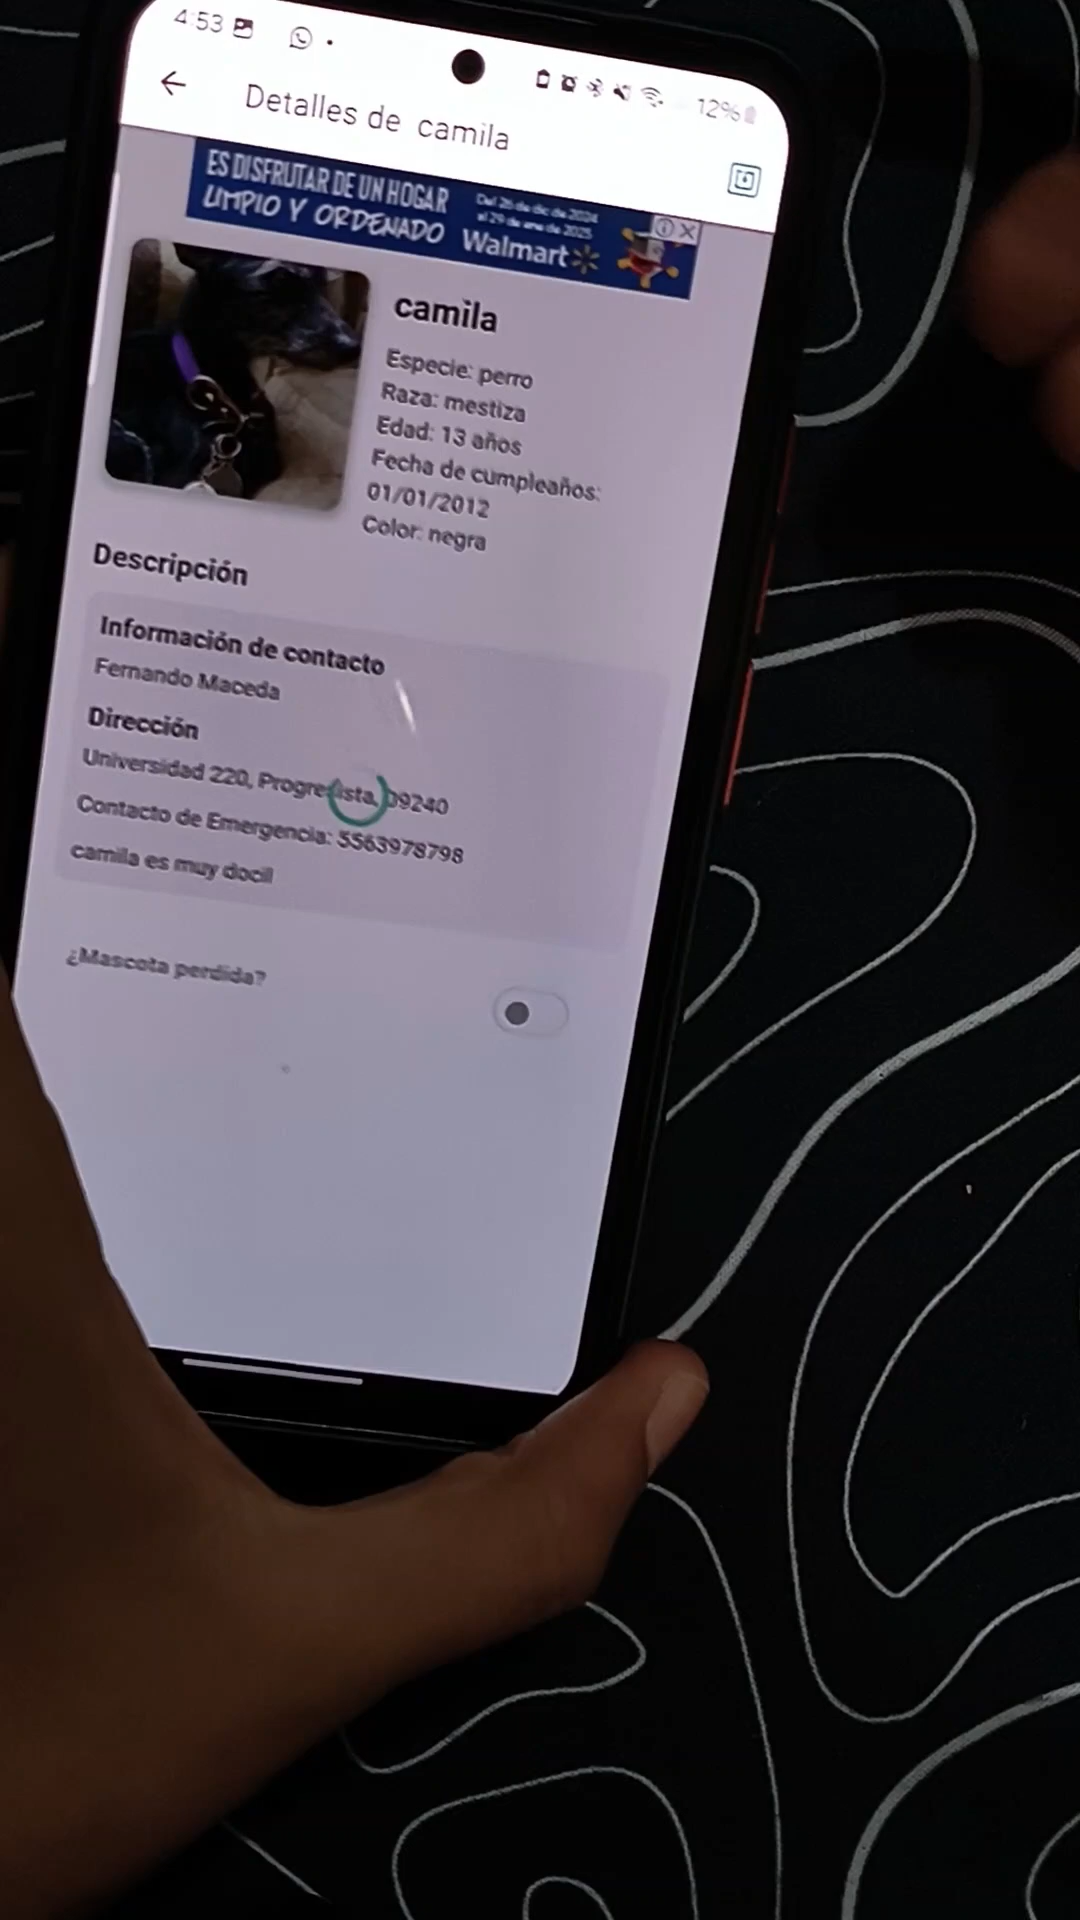 4:53
12%
Detalles de camila
ES DISFRUTAR DE UN HOGAR
LIMPIO Y ORDENADO
Del 26 de dic de 2024
al 29 de ene de 2025
Walmart
camila
Especie: perro
Raza: mestiza
Edad: 13 años
Fecha de cumpleaños:
01/01/2012
Color: negra
Descripción
Información de contacto
Fernando Maceda
Dirección
Universidad 220, Progresista, 09240
Contacto de Emergencia: 5563978798
camila es muy docil
¿Mascota perdida?